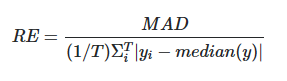 RE = MAD / (1/T)Σ_i^T|y_i − median(y)|